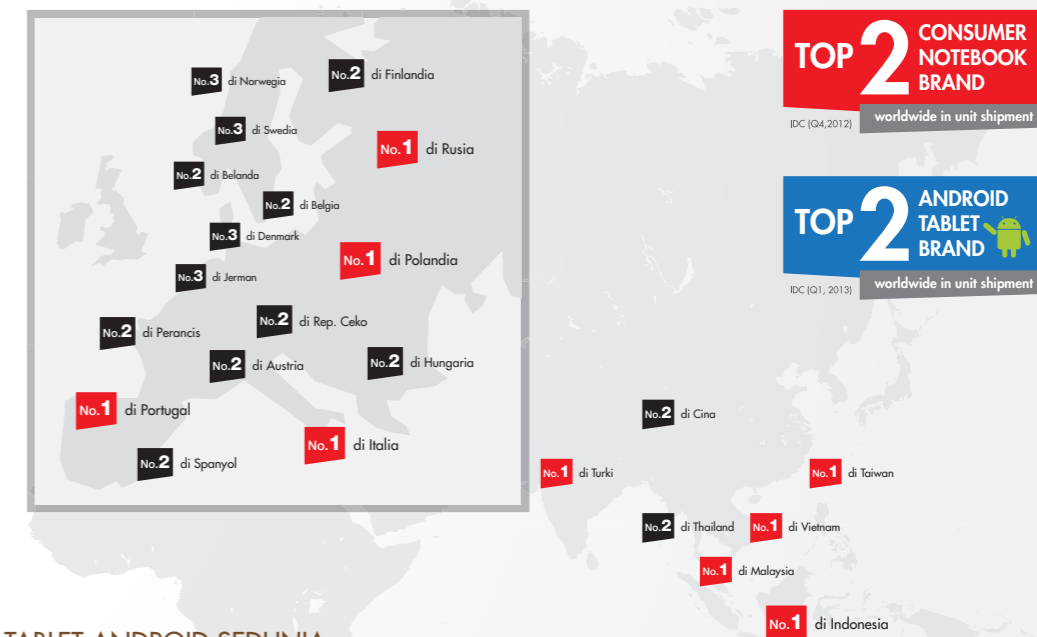 No.3 di Norwegia
No.2 di Finlandia
No.3 di Swedia
No.1 di Rusia
No.2 di Belanda
No.2 di Belgia
No.3 di Denmark
No.1 di Polandia
No.3 di Jerman
No.2 di Perancis
No.2 di Rep. Ceko
No.2 di Austria
No.2 di Hungaria
No.1 di Portugal
No.1 di Italia
No.2 di Spanyol
TOP 2 CONSUMER
NOTEBOOK
BRAND
IDC (Q4,2012)
worldwide in unit shipment
TOP 2 ANDROID
TABLET
BRAND
IDC (Q1, 2013)
worldwide in unit shipment
No.2 di Cina
No.1 di Turki
No.1 di Taiwan
No.2 di Thailand
No.1 di Vietnam
No.1 di Malaysia
No.1 di Indonesia
TABLET ANDROID SEDUNIA